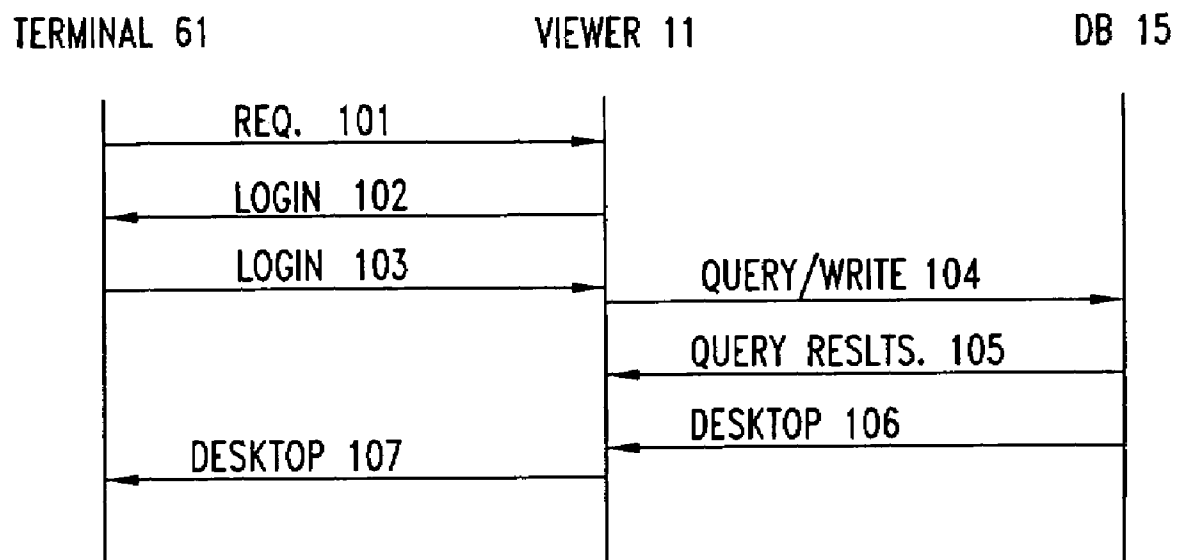 TERMINAL 61 VIEWER 11 DB 15
REQ. 101
LOGIN 102
LOGIN 103
QUERY/WRITE 104
QUERY RESLTS. 105
DESKTOP 106
DESKTOP 107